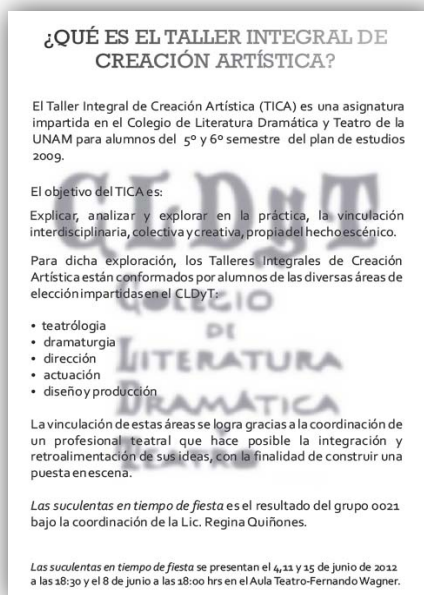 ¿QUÉ ES EL TALLER INTEGRAL DE
CREACIÓN ARTÍSTICA?
El Taller Integral de Creación Artística (TICA) es una asignatura
impartida en el Colegio de Literatura Dramática y Teatro de la
UNAM para alumnos del 5º y 6º semestre del plan de estudios
2009.
El objetivo del TICA es:
Explicar, analizar y explorar en la práctica, la vinculación
interdisciplinaria, colectiva y creativa, propia del hecho escénico.
Para dicha exploración, los Talleres Integrales de Creación
Artística están conformados por alumnos de las diversas áreas de
elección impartidas en el CLDyT:
• teatrólogia
• dramaturgia
• dirección
• actuación
• diseño y producción
La vinculación de estas áreas se logra gracias a la coordinación de
un profesional teatral que hace posible la integración y
retroalimentación de sus ideas, con la finalidad de construir una
puesta en escena.
Las suculentas en tiempo de fiesta es el resultado del grupo 0021
bajo la coordinación de la Lic. Regina Quiñones.
Las suculentas en tiempo de fiesta se presentan el 4,11 y 15 de junio de 2012
a las 18:30 y el 8 de junio a las 18:00 hrs en el Aula Teatro-Fernando Wagner.
CLDyT
COLEGIO
DE
LITERATURA
DRAMÁTICA
Y
TEATRO